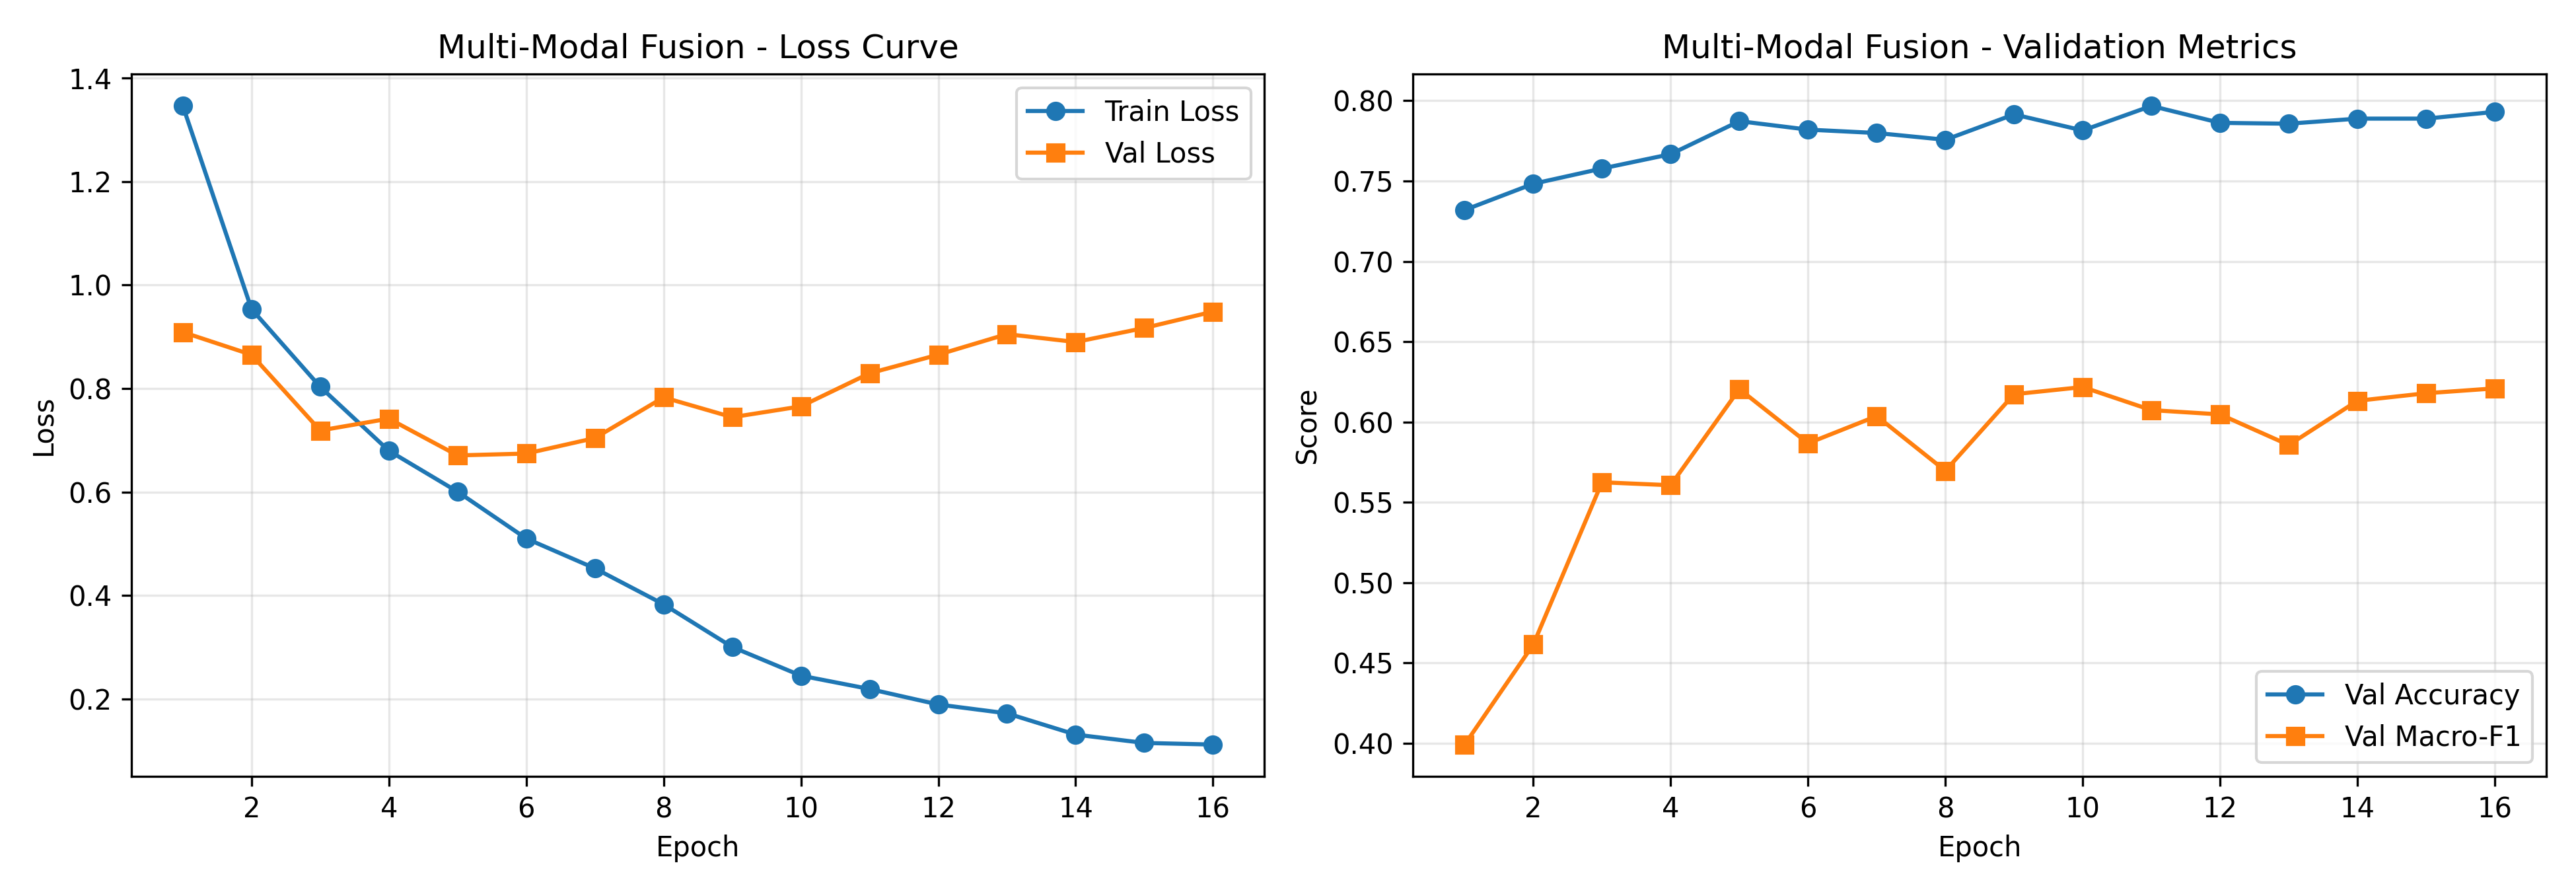 Multi-Modal Fusion - Loss Curve
1.4
1.2
1.0
0.8
0.6
0.4
0.2
Loss
Train Loss
Val Loss
2 4 6 8 10 12 14 16
Epoch
Multi-Modal Fusion - Validation Metrics
0.80
0.75
0.70
0.65
0.60
0.55
0.50
0.45
0.40
Score
Val Accuracy
Val Macro-F1
2 4 6 8 10 12 14 16
Epoch